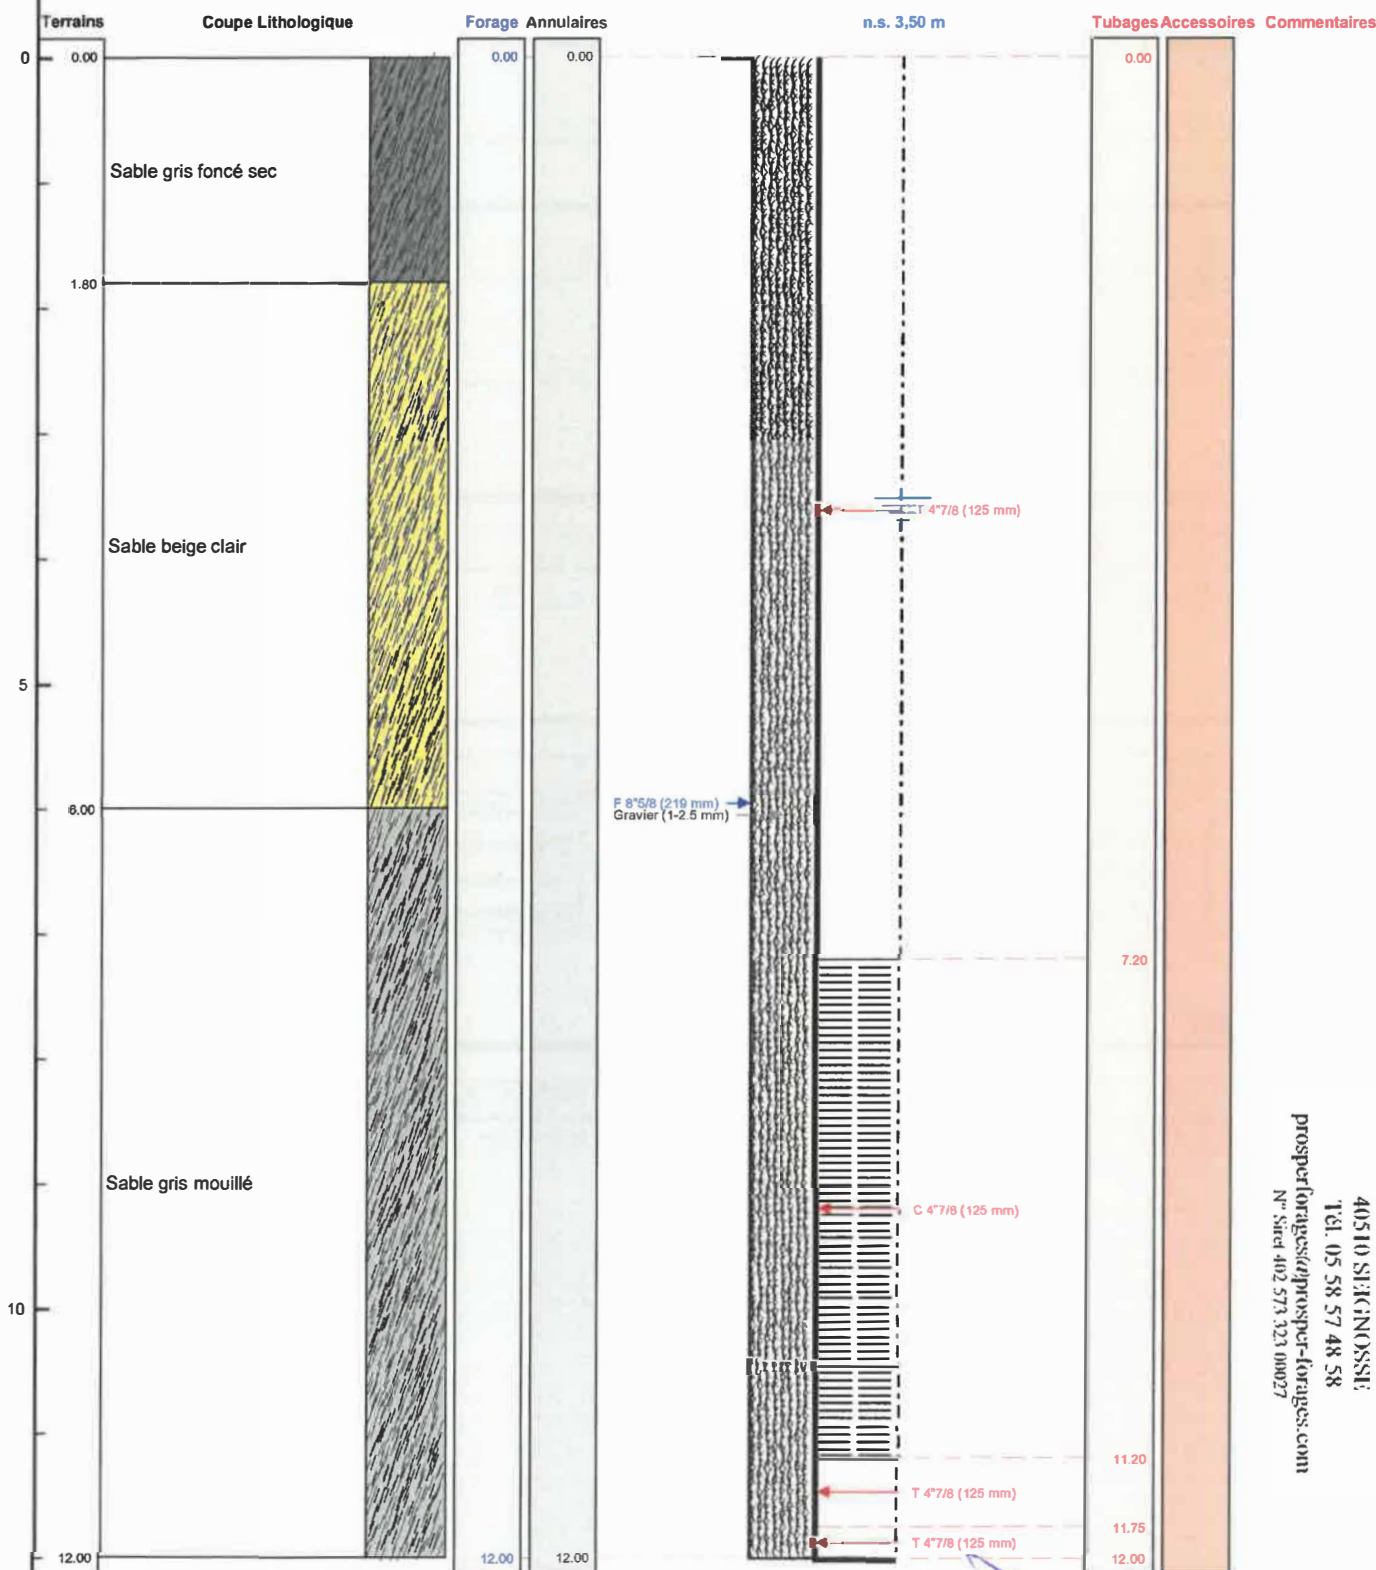 Terrains Coupe Lithologique Forage Annulaires n.s. 3,50 m Tubages Accessoires Commentaires
0 0.00 0.00 0.00 0.00
Sable gris foncé sec
1.80
T 4"7/8 (125 mm)
Sable beige clair
5
6.00
F 8"5/8 (219 mm)
Gravier (1-2.5 mm)
7.20
Sable gris mouillé
C 4"7/8 (125 mm)
10
11.20
T 4"7/8 (125 mm)
11.75
T 4"7/8 (125 mm)
12.00 12.00 12.00 12.00
40510 SEIGNOSSE
Tél. 05 58 57 48 58
prosperforages@prosper-forages.com
N° Siret 402 573 323 00027